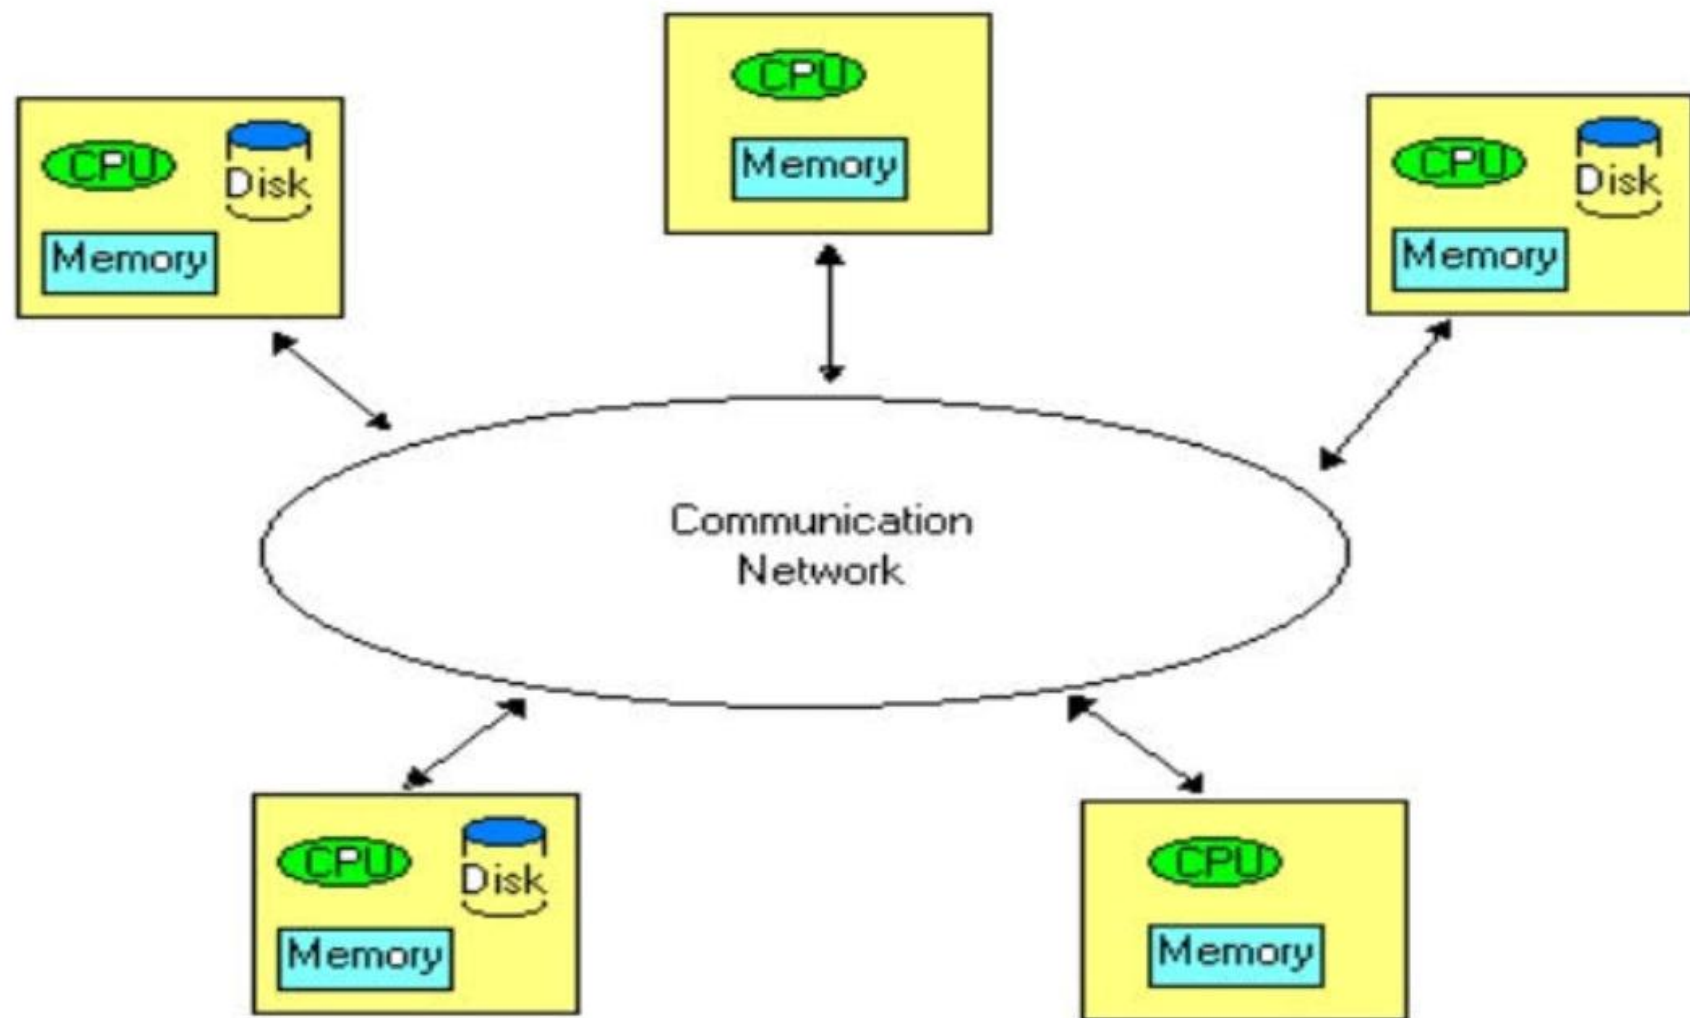 CPU
Memory
CPU
Disk
Memory
CPU
Disk
Memory
Communication
Network
CPU
Disk
Memory
CPU
Memory